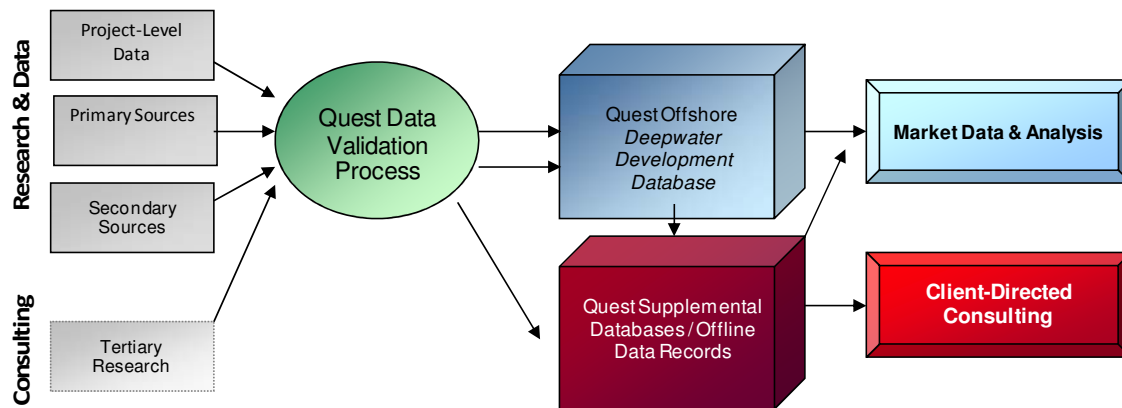 Research & Data
Project-Level
Data
Primary Sources
Secondary
Sources
Consulting
Tertiary
Research
Quest Data
Validation
Process
Quest Offshore
Deepwater
Development
Database
Quest Supplemental
Databases / Offline
Data Records
Market Data & Analysis
Client-Directed
Consulting